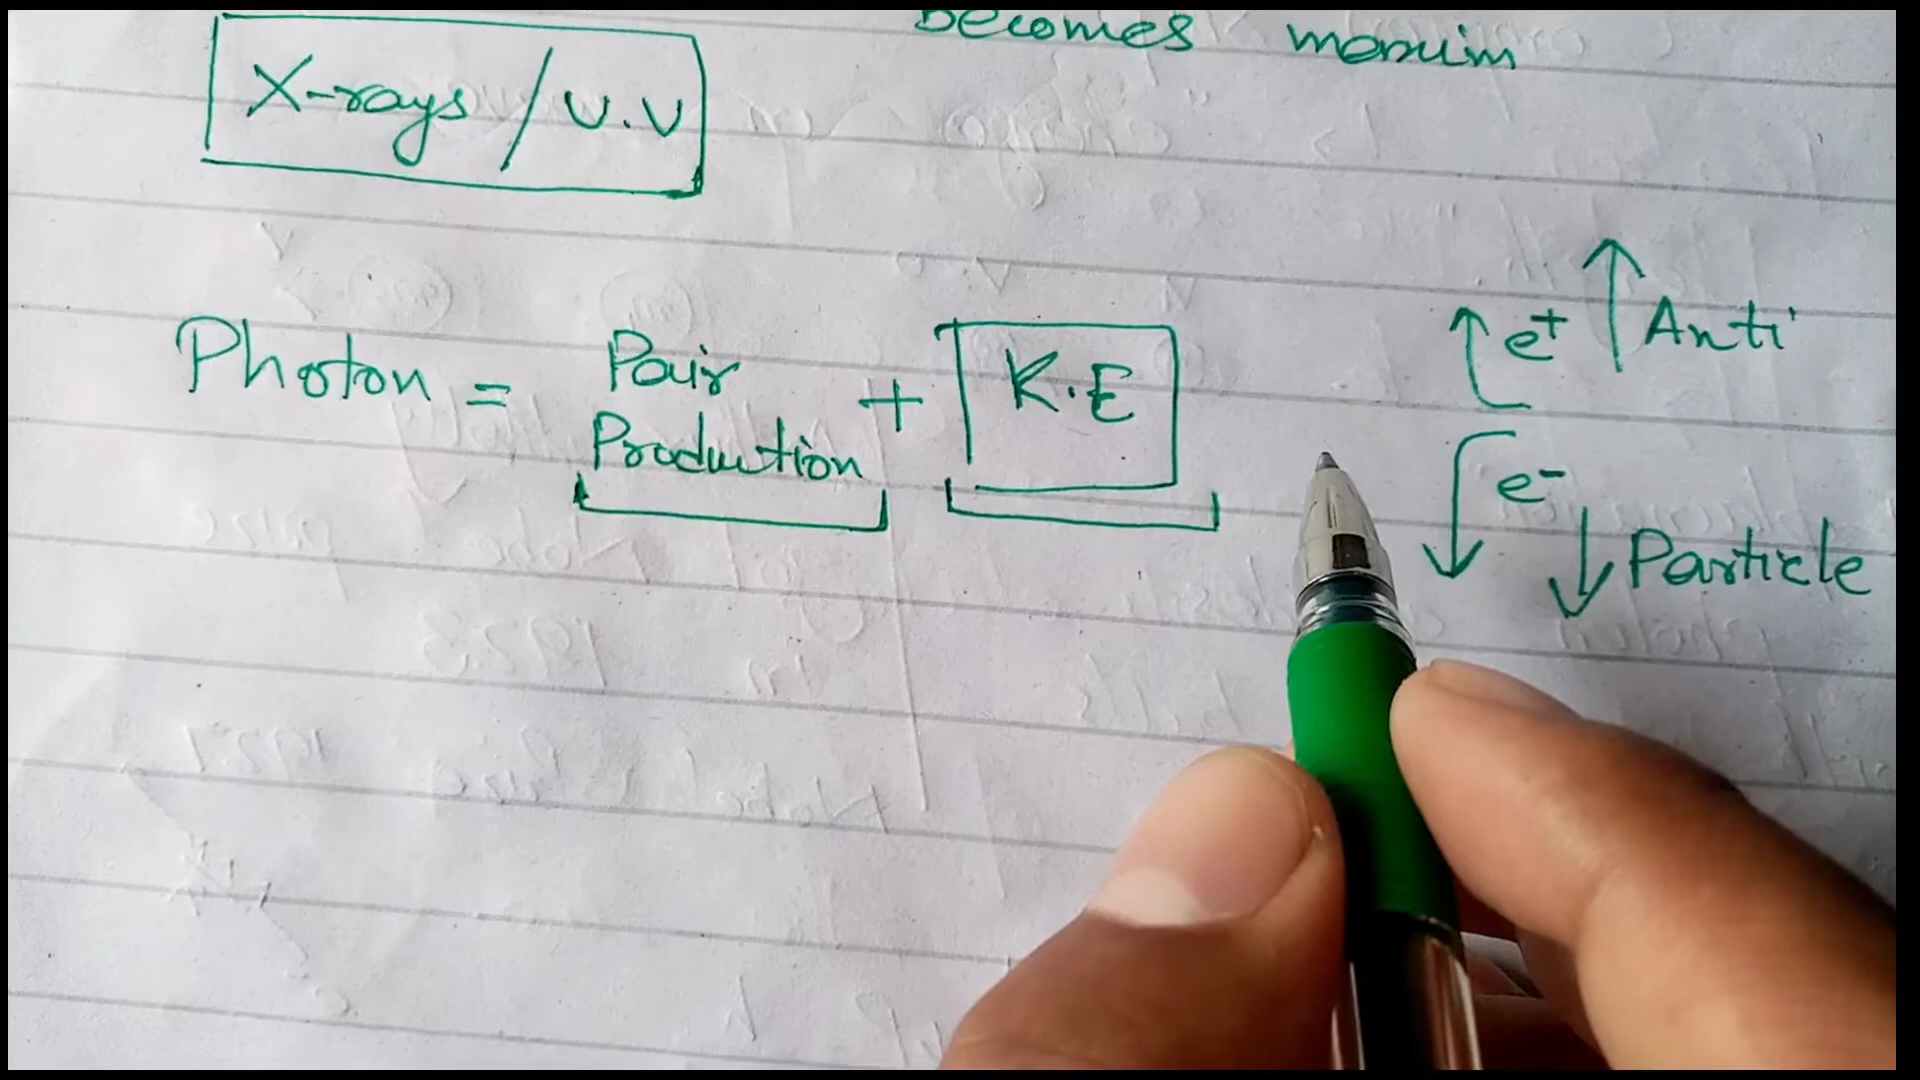 becomes
X-rays / U.V
Photon = Pair Production + K.E
e+ Anti
e- Particle